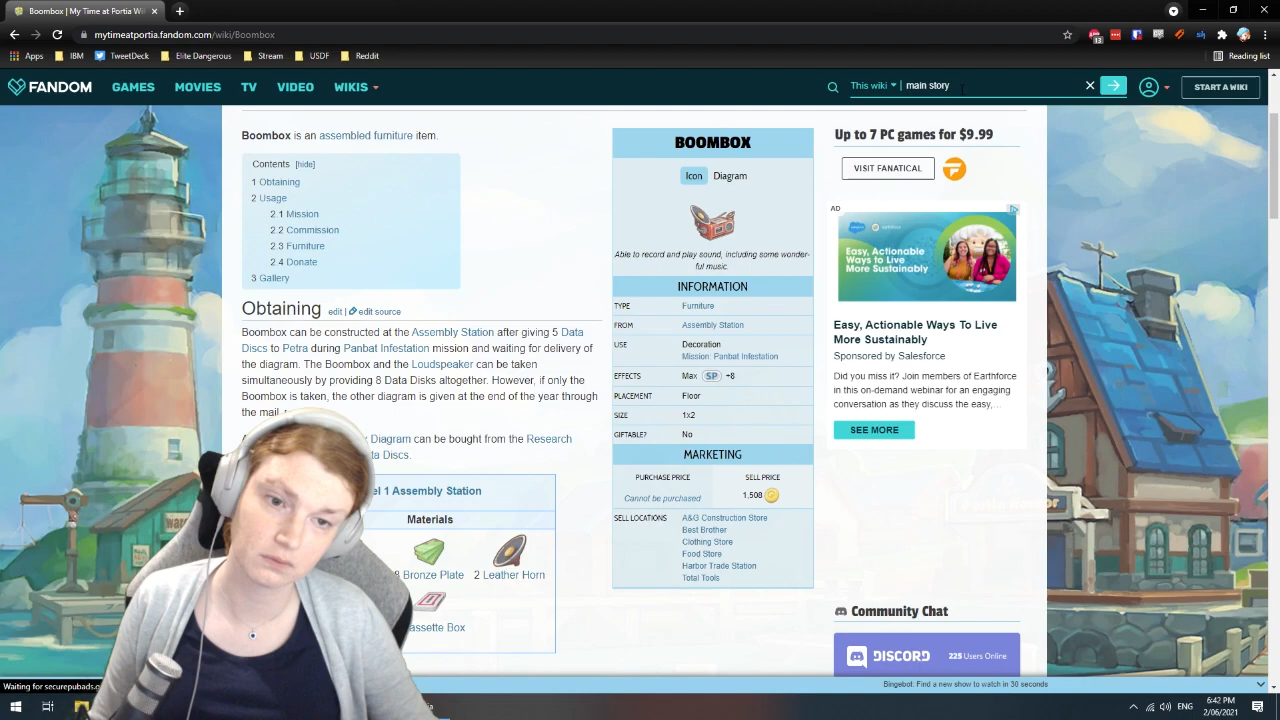 My Time at Portia Wi
mytimeatportia.fandom.com/wiki/Boombox
13
Apps
IBM
TweetDeck
Elite Dangerous
Stream
USDF
Reddit
Reading list
FANDOM
GAMES
MOVIES
TV
VIDEO
WIKIS
This wiki
main story
START A WIKI
Boombox is an assembled furniture item.
Contents [hide]
1 Obtaining
2 Usage
2.1 Mission
2.2 Commission
2.3 Furniture
2.4 Donate
3 Gallery
Obtaining edit | edit source
Boombox can be constructed at the Assembly Station after giving 5 Data
Discs to Petra during Panbat Infestation mission and waiting for delivery of
the diagram. The Boombox and the Loudspeaker can be taken
simultaneously by providing 8 Data Disks altogether. However, if only the
Boombox is taken, the other diagram is given at the end of the year through
the mail.
Diagram can be bought from the Research
ta Discs.
el 1 Assembly Station
Materials
8 Bronze Plate
2 Leather Horn
assette Box
BOOMBOX
Icon
Diagram
Able to record and play sound, including some wonder-
ful music.
INFORMATION
TYPE
Furniture
FROM
Assembly Station
USE
Decoration
Mission: Panbat Infestation
EFFECTS
Max SP +8
PLACEMENT
Floor
SIZE
1x2
GIFTABLE?
No
MARKETING
PURCHASE PRICE
SELL PRICE
Cannot be purchased
1,508
SELL LOCATIONS
A&G Construction Store
Best Brother
Clothing Store
Food Store
Harbor Trade Station
Total Tools
Up to 7 PC games for $9.99
VISIT FANATICAL
AD
Easy, Actionable
Ways to Live
More Sustainably
Easy, Actionable Ways To Live
More Sustainably
Sponsored by Salesforce
Did you miss it? Join members of Earthforce
in this on-demand webinar for an engaging
conversation as they discuss the easy,...
SEE MORE
Community Chat
DISCORD
225 Users Online
Waiting for securepubads.g
Bingebot: Find a new show to watch in 30 seconds
ENG
6:42 PM
2/06/2021